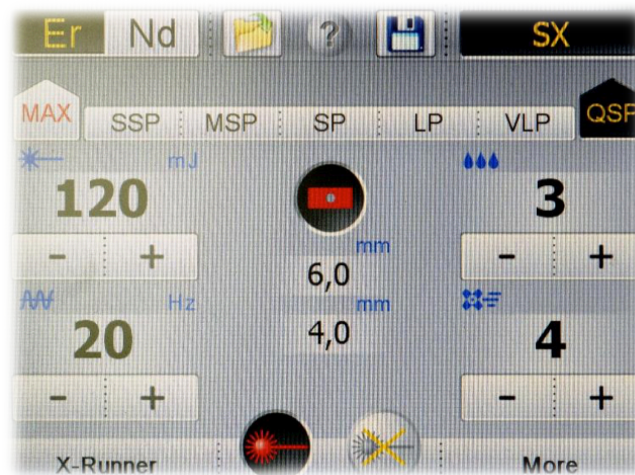 Er Nd ? SX
MAX SSP MSP SP LP VLP QSP
mJ
120 3
- + mm - +
6,0
Hz mm
20 4,0 4
- + - +
X-Runner More